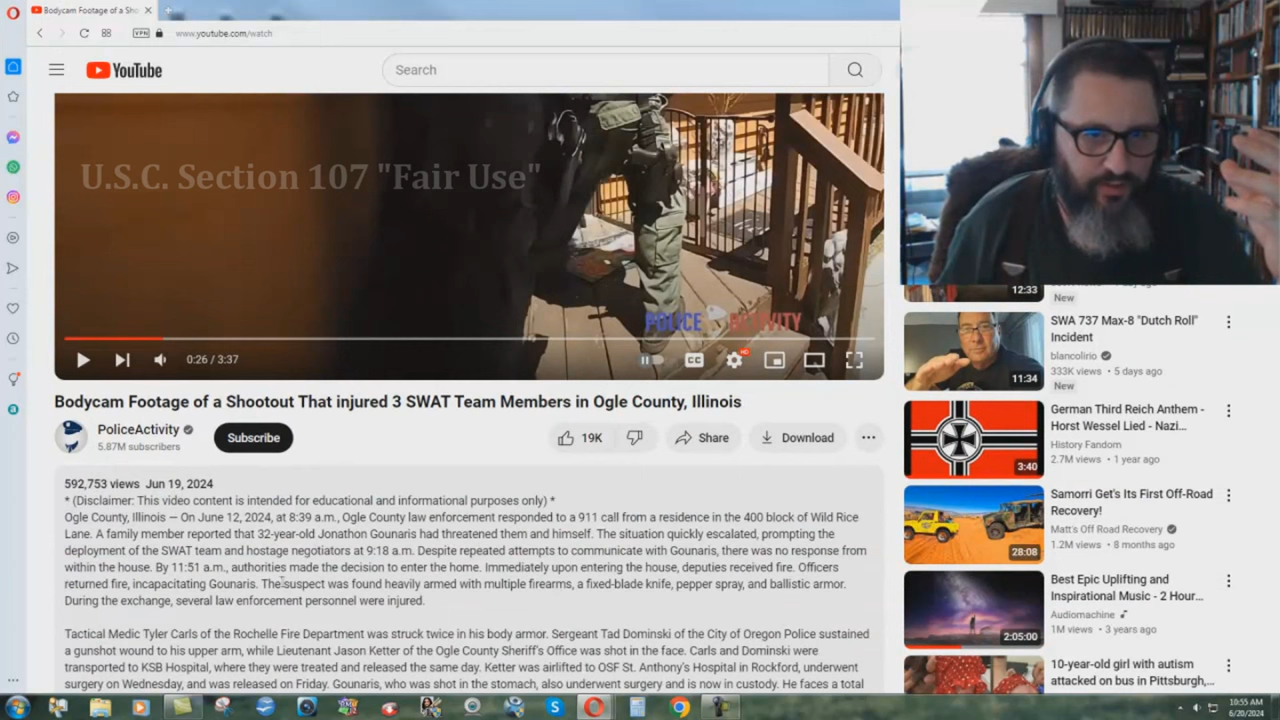 Bodycam Footage of a Sho
www.youtube.com/watch
VPN
YouTube
Search
U.S.C. Section 107 "Fair Use"
POLICE ACTIVITY
0:26 / 3:37
CC
HD
Bodycam Footage of a Shootout That injured 3 SWAT Team Members in Ogle County, Illinois
PoliceActivity
5.87M subscribers
Subscribe
19K
Share
Download
592,753 views Jun 19, 2024
* (Disclaimer: This video content is intended for educational and informational purposes only) *
Ogle County, Illinois — On June 12, 2024, at 8:39 a.m., Ogle County law enforcement responded to a 911 call from a residence in the 400 block of Wild Rice
Lane. A family member reported that 32-year-old Jonathon Gounaris had threatened them and himself. The situation quickly escalated, prompting the
deployment of the SWAT team and hostage negotiators at 9:18 a.m. Despite repeated attempts to communicate with Gounaris, there was no response from
within the house. By 11:51 a.m., authorities made the decision to enter the home. Immediately upon entering the house, deputies received fire. Officers
returned fire, incapacitating Gounaris. The suspect was found heavily armed with multiple firearms, a fixed-blade knife, pepper spray, and ballistic armor.
During the exchange, several law enforcement personnel were injured.
Tactical Medic Tyler Carls of the Rochelle Fire Department was struck twice in his body armor. Sergeant Tad Dominski of the City of Oregon Police sustained
a gunshot wound to his upper arm, while Lieutenant Jason Ketter of the Ogle County Sheriff's Office was shot in the face. Carls and Dominski were
transported to KSB Hospital, where they were treated and released the same day. Ketter was airlifted to OSF St. Anthony's Hospital in Rockford, underwent
surgery on Wednesday, and was released on Friday. Gounaris, who was shot in the stomach, also underwent surgery and is now in custody. He faces a total
12:33
New
SWA 737 Max-8 "Dutch Roll"
Incident
blancolirio
333K views • 5 days ago
New
11:34
German Third Reich Anthem -
Horst Wessel Lied - Nazi...
History Fandom
2.7M views • 1 year ago
3:40
Samorri Get's Its First Off-Road
Recovery!
Matt's Off Road Recovery
1.2M views • 8 months ago
28:08
Best Epic Uplifting and
Inspirational Music - 2 Hour...
Audiomachine
1M views • 3 years ago
2:05:00
10-year-old girl with autism
attacked on bus in Pittsburgh,...
10:55 AM
6/20/2024